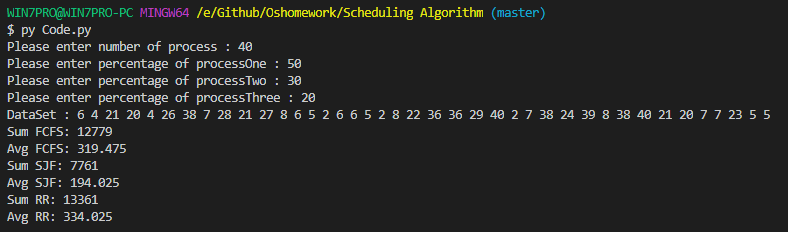 WIN7PRO@WIN7PRO-PC MINGW64 /e/Github/Oshomework/Scheduling Algorithm (master)
$ py Code.py
Please enter number of process : 40
Please enter percentage of processOne : 50
Please enter percentage of processTwo : 30
Please enter percentage of processThree : 20
DataSet : 6 4 21 20 4 26 38 7 28 21 27 8 6 5 2 6 6 5 2 8 22 36 36 29 40 2 7 38 24 39 8 38 40 21 20 7 7 23 5 5
Sum FCFS: 12779
Avg FCFS: 319.475
Sum SJF: 7761
Avg SJF: 194.025
Sum RR: 13361
Avg RR: 334.025